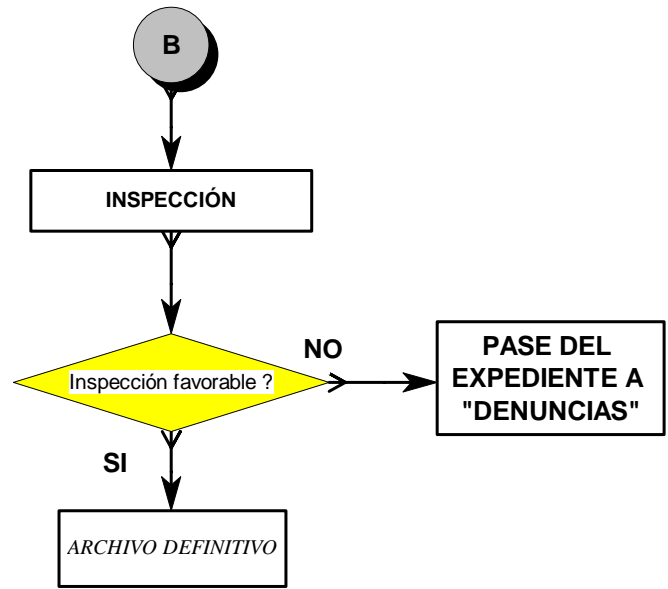 B
INSPECCIÓN
Inspección favorable ?
NO
PASE DEL
EXPEDIENTE A
"DENUNCIAS"
SI
ARCHIVO DEFINITIVO